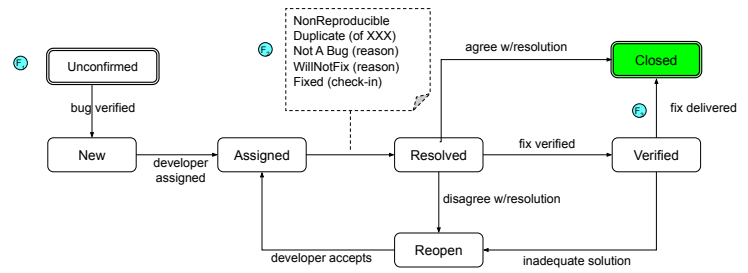 NonReproducible
Duplicate (of XXX)
Not A Bug (reason)
WillNotFix (reason)
Fixed (check-in)
agree w/resolution
Closed
Unconfirmed
bug verified
fix delivered
New
developer
assigned
Assigned
Resolved
fix verified
Verified
disagree w/resolution
developer accepts
Reopen
inadequate solution